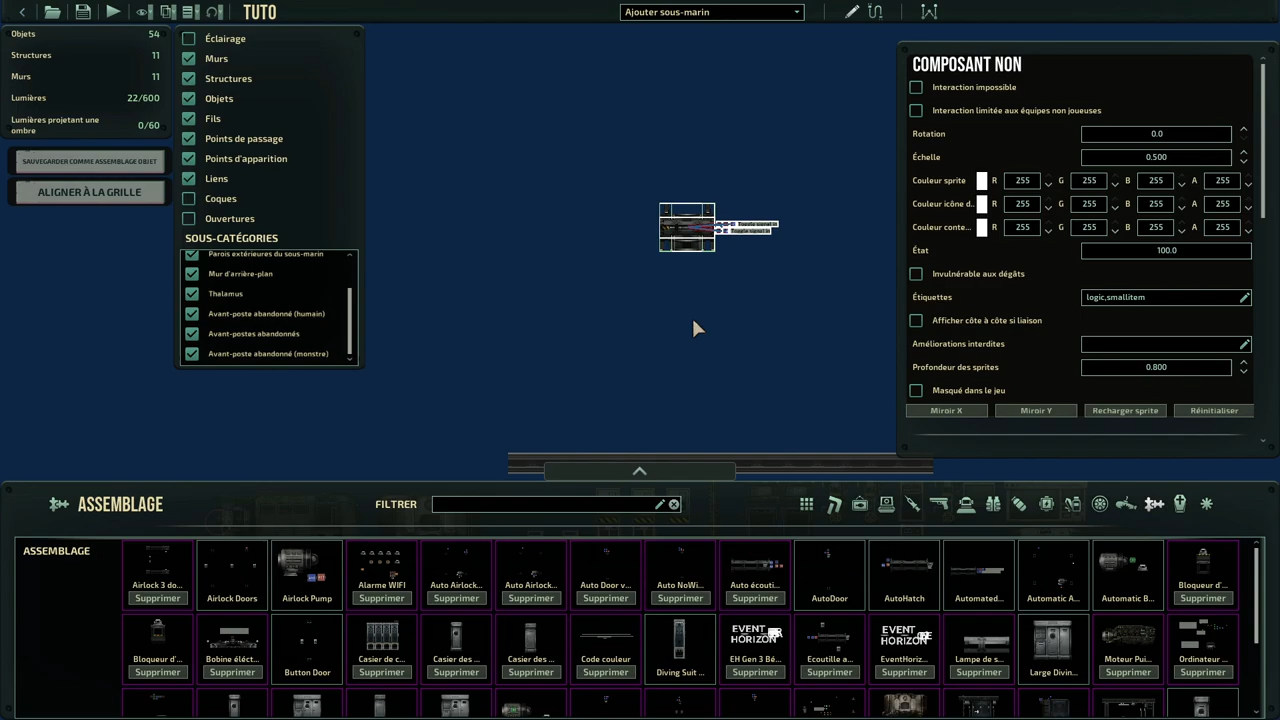 TUTO
Ajouter sous-marin
Objets 54
Structures 11
Murs 11
Lumières 22/600
Lumières projetant une ombre 0/60
SAUVEGARDER COMME ASSEMBLAGE OBJET
ALIGNER À LA GRILLE
Éclairage
Murs
Structures
Objets
Fils
Points de passage
Points d'apparition
Liens
Coques
Ouvertures
SOUS-CATÉGORIES
Parois extérieures du sous-marin
Mur d'arrière-plan
Thalamus
Avant-poste abandonné (humain)
Avant-postes abandonnés
Avant-poste abandonné (monstre)
COMPOSANT NON
Interaction impossible
Interaction limitée aux équipes non joueuses
Rotation 0.0
Échelle 0.500
Couleur sprite R 255 G 255 B 255 A 255
Couleur icône d.. R 255 G 255 B 255 A 255
Couleur conte... R 255 G 255 B 255 A 255
État 100.0
Invulnérable aux dégâts
Étiquettes logic,smallitem
Afficher côte à côte si liaison
Améliorations interdites
Profondeur des sprites 0.800
Masqué dans le jeu
Miroir X Miroir Y Recharger sprite Réinitialiser
ASSEMBLAGE FILTRER
ASSEMBLAGE
Airlock 3 do... Airlock Doors Airlock Pump Alarme WIFI Auto Airlock... Auto Airlock... Auto Door v... Auto NoWi... Auto écouti... AutoDoor AutoHatch Automated... Automatic A... Automatic B... Bloqueur d'...
Supprimer Supprimer Supprimer Supprimer Supprimer Supprimer Supprimer Supprimer
EVENT HORIZON EVENT HORIZON
Bloqueur d'... Bobine éléct... Button Door Casier de c... Casier des ... Casier des ... Code couleur Diving Suit ... EH Gen 3 Bé... Ecoutille a... EventHoriz... Lampe de s... Large Divin... Moteur Pui... Ordinateur ...
Supprimer Supprimer Supprimer Supprimer Supprimer Supprimer Supprimer Supprimer Supprimer Supprimer Supprimer Supprimer